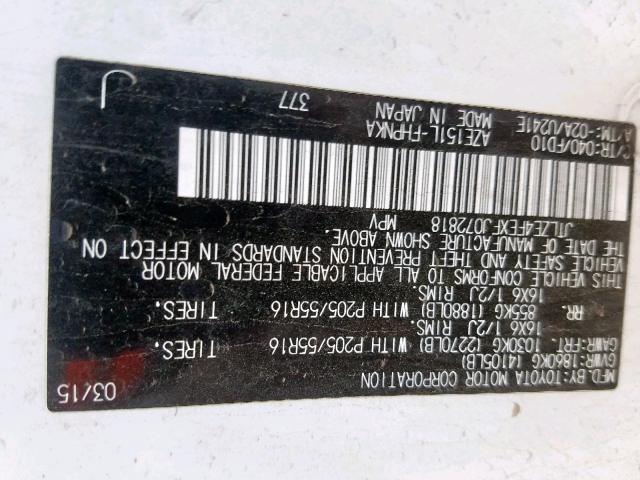 MFD.BY: TOYOTA MOTOR CORPORATION 03/15
GVWR: 1860KG (4105LB)
GAWR: FRT. 1030KG (2270LB) WITH P205/55R16 TIRES.
16X6 1/2J RIMS.
RR. 855KG (1880LB) WITH P205/55R16 TIRES.
16X6 1/2J RIMS.
THIS VEHICLE CONFORMS TO ALL APPLICABLE FEDERAL MOTOR
VEHICLE SAFETY AND THEFT PREVENTION STANDARDS IN EFFECT ON
THE DATE OF MANUFACTURE SHOWN ABOVE.
JTLZE4FEXFJ072818 MPV
C/TR: 040/FD10 AZE151L-FHPNKA 377 J
A/TM: -02A/U241E MADE IN JAPAN